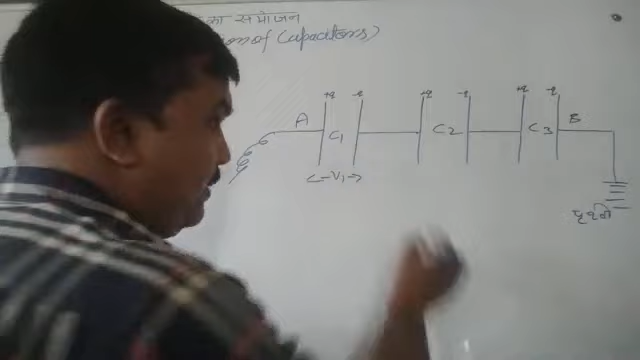 का संयोजन
of Capacitors)
+q -q +q -q +q -q
A C1 C2 C3 B
<-V1->
पृथ्वी